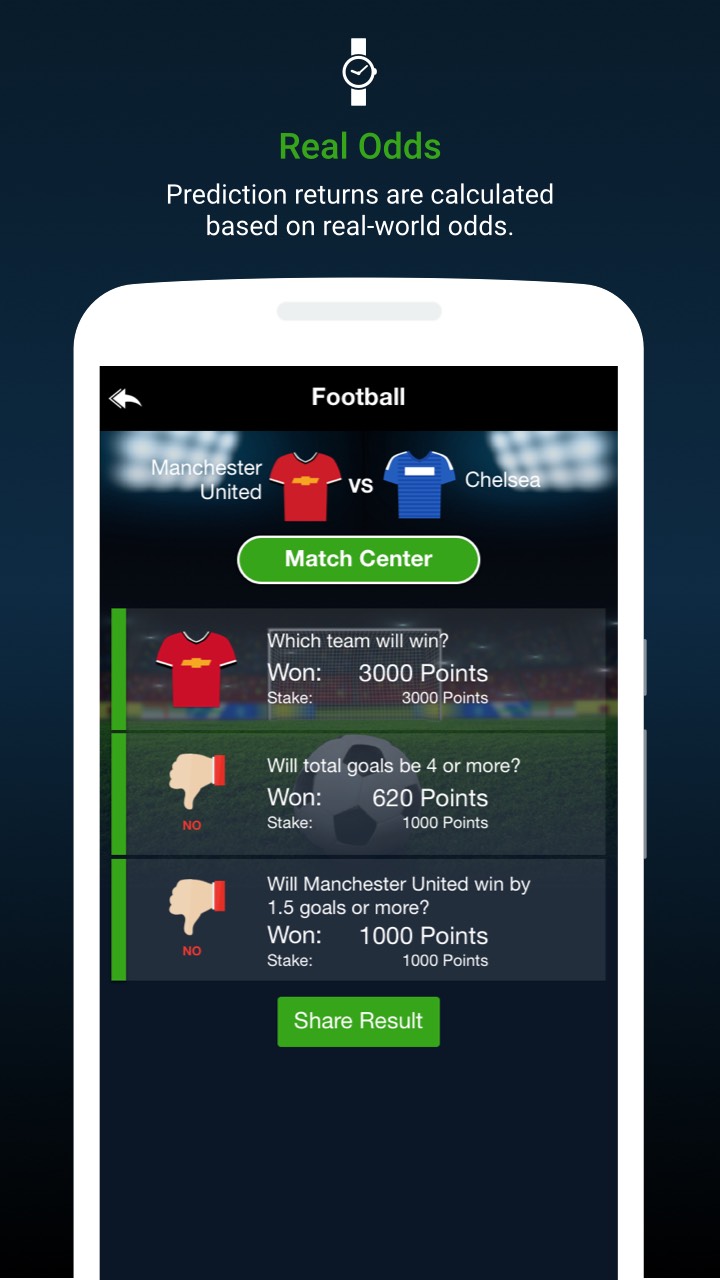 Real Odds
Prediction returns are calculated
based on real-world odds.
Football
Manchester
United
VS
Chelsea
Match Center
Which team will win?
Won: 3000 Points
Stake: 3000 Points
NO
Will total goals be 4 or more?
Won: 620 Points
Stake: 1000 Points
NO
Will Manchester United win by
1.5 goals or more?
Won: 1000 Points
Stake: 1000 Points
Share Result